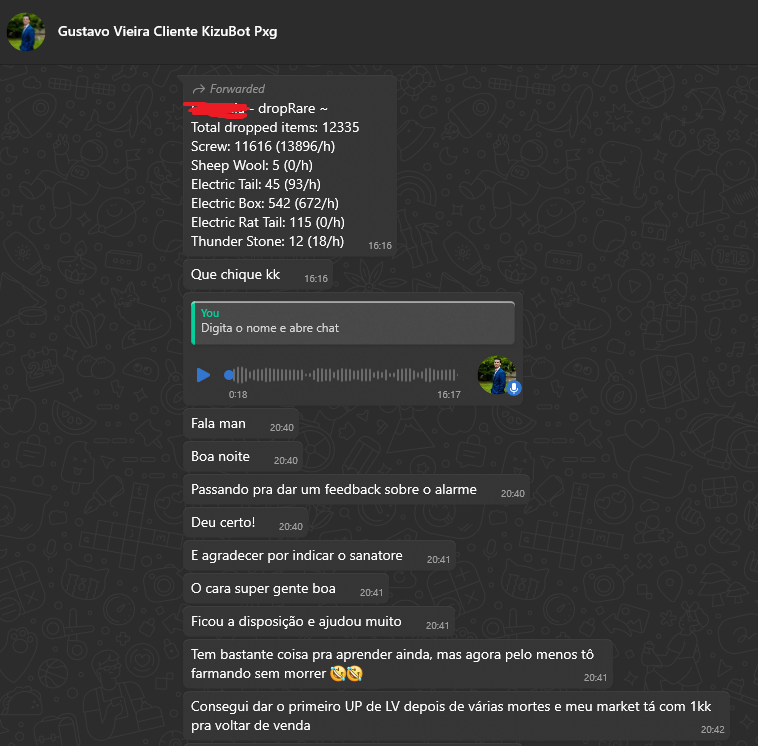 Gustavo Vieira Cliente KizuBot Pxg
Forwarded
- dropRare ~
Total dropped items: 12335
Screw: 11616 (13896/h)
Sheep Wool: 5 (0/h)
Electric Tail: 45 (93/h)
Electric Box: 542 (672/h)
Electric Rat Tail: 115 (0/h)
Thunder Stone: 12 (18/h)
16:16
Que chique kk
16:16
You
Digita o nome e abre chat
0:18
16:17
Fala man
20:40
Boa noite
20:40
Passando pra dar um feedback sobre o alarme
20:40
Deu certo!
20:40
E agradecer por indicar o sanatore
20:41
O cara super gente boa
20:41
Ficou a disposição e ajudou muito
20:41
Tem bastante coisa pra aprender ainda, mas agora pelo menos tô
farmando sem morrer 🤣🤣
20:41
Consegui dar o primeiro UP de LV depois de várias mortes e meu market tá com 1kk
pra voltar de venda
20:42